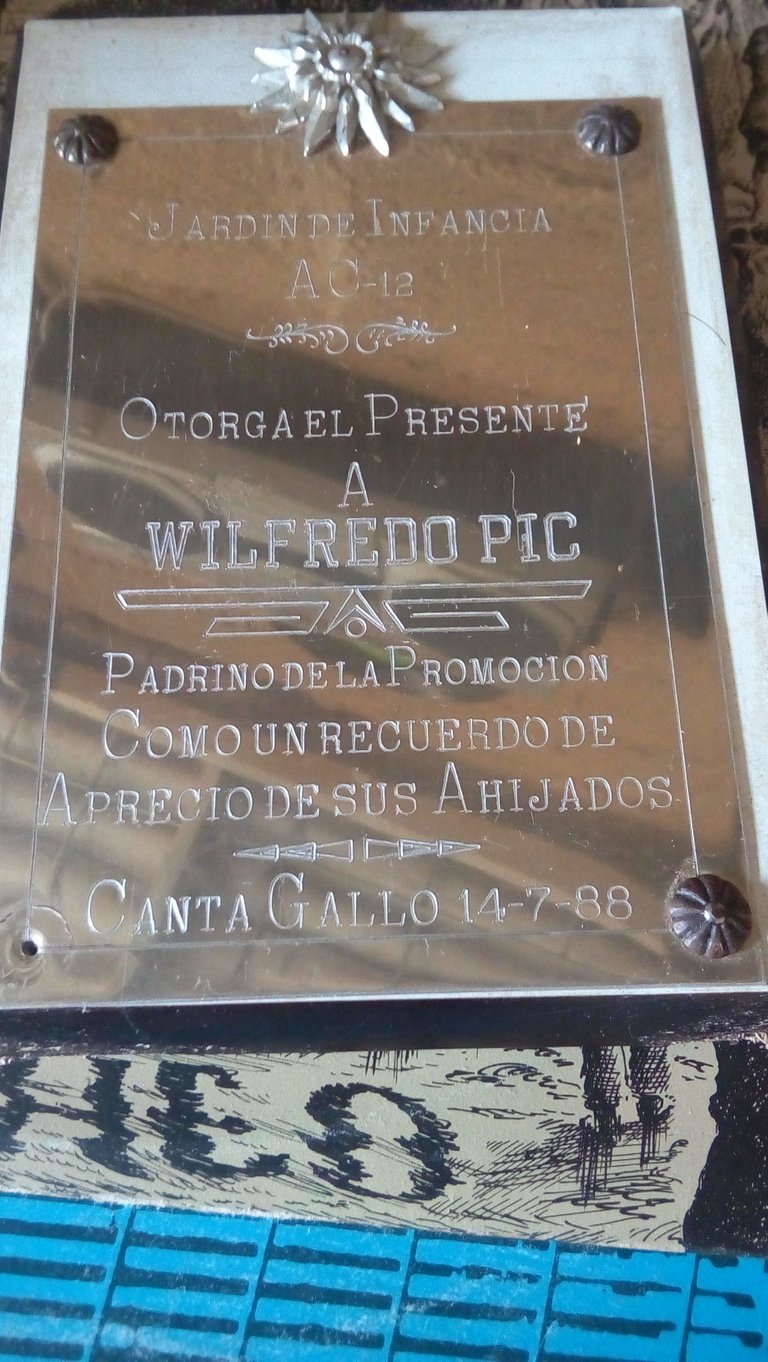 JARDIN DE INFANCIA
AC-12
OTORGA EL PRESENTE
A
WILFREDO PIC
PADRINO DE LA PROMOCION
COMO UN RECUERDO DE
APRECIO DE SUS AHIJADOS
CANTA GALLO 14-7-88